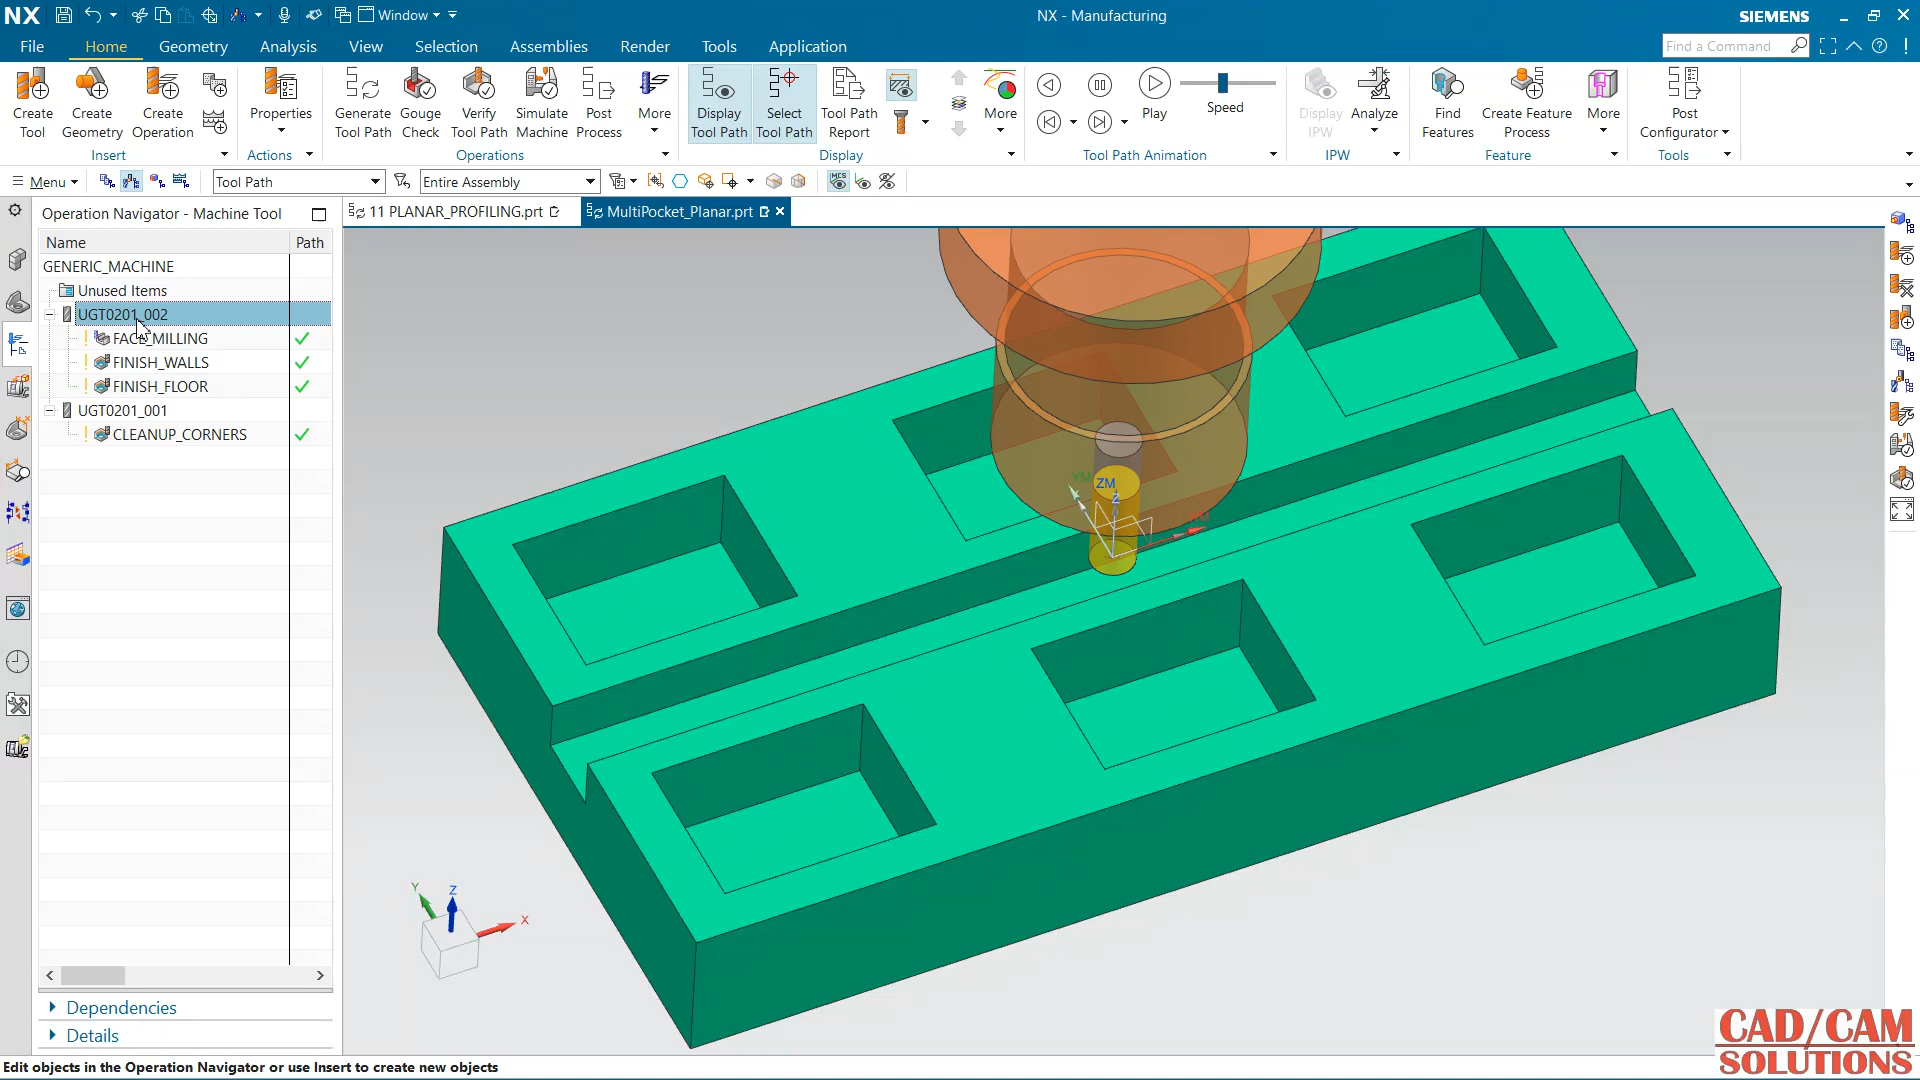 NX
Window
NX - Manufacturing
SIEMENS
File Home Geometry Analysis View Selection Assemblies Render Tools Application
Find a Command
Create Tool
Create Geometry
Create Operation
Properties
Generate Tool Path
Gouge Check
Verify Tool Path
Simulate Machine
Post Process
More
Display Tool Path
Select Tool Path
Tool Path Report
More
Play
Speed
Display IPW
Analyze
Find Features
Create Feature Process
More
Post Configurator
Insert Actions Operations Display Tool Path Animation IPW Feature Tools
Menu
Tool Path
Entire Assembly
MCS
Operation Navigator - Machine Tool
11 PLANAR_PROFILING.prt
MultiPocket_Planar.prt
Name Path
GENERIC_MACHINE
Unused Items
UGT0201_002
FACE_MILLING
FINISH_WALLS
FINISH_FLOOR
UGT0201_001
CLEANUP_CORNERS
YM
ZM
Z
Y
Z
X
Dependencies
Details
CAD/CAM
SOLUTIONS
Edit objects in the Operation Navigator or use Insert to create new objects